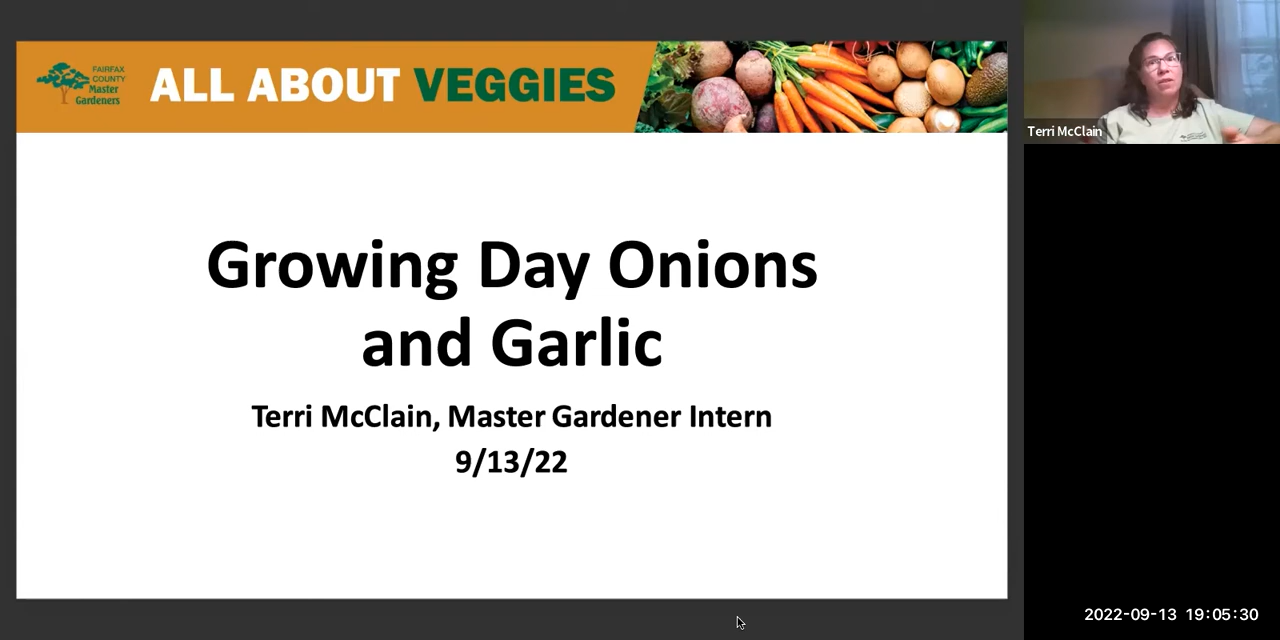 FAIRFAX
COUNTY
Master
Gardeners
ALL ABOUT VEGGIES
Growing Day Onions
and Garlic
Terri McClain, Master Gardener Intern
9/13/22
Terri McClain
2022-09-13 19:05:30